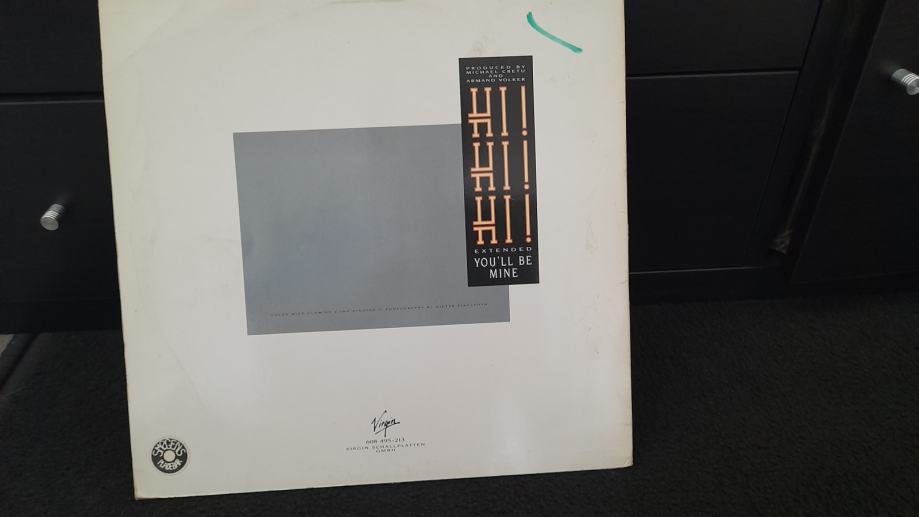 PRODUCED BY
MICHAEL CRETU
AND
ARMAND VOLKER
HI!
HI!
HI!
EXTENDED
YOU'LL BE
MINE
Virgin
608-495-213
VIRGIN SCHALLPLATTEN
GMBH